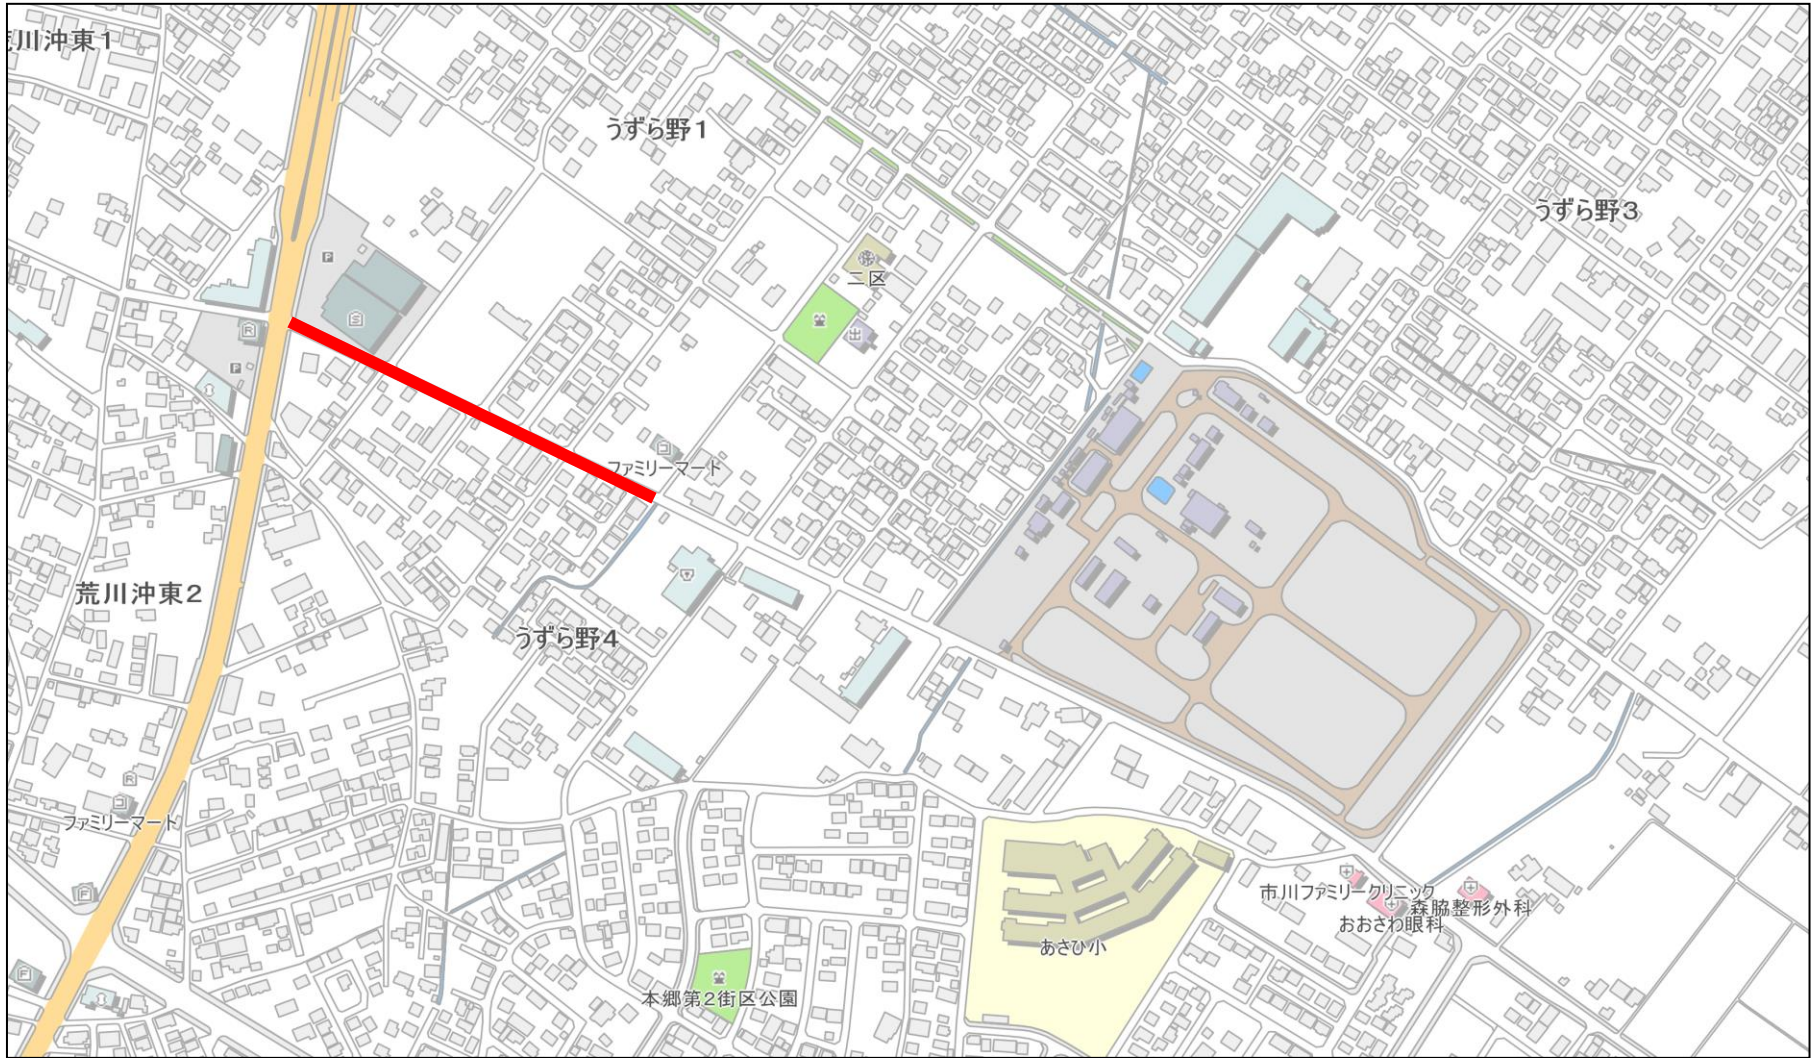 荒川沖東1
うずら野1
うずら野3
二区
出
P
S
R
P
コ
ファミリーマート
荒川沖東2
うずら野4
R
コ
ファミリーマート
F
F
市川ファミリークリニック
森脇整形外科
おおさわ眼科
あさひ小
本郷第2街区公園